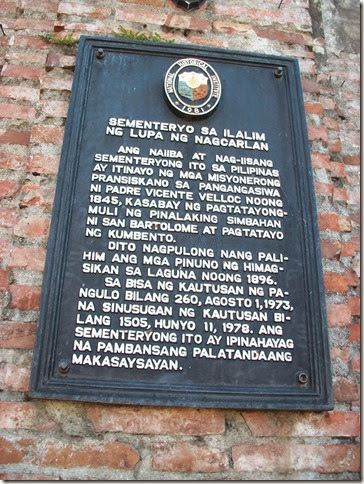 NATIONAL HISTORICAL INSTITUTE
1981
SEMENTERYO SA ILALIM
NG LUPA NG NAGCARLAN
ANG NAIIBA AT NAG-IISANG
SEMENTERYONG ITO SA PILIPINAS
AY ITINAYO NG MGA MISYONERONG
PRANSISKANO SA PANGANGASIWA
NI PADRE VICENTE VELLOC NOONG
1845, KASABAY NG PAGTATAYONG-
MULI NG PINALAKING SIMBAHAN
NI SAN BARTOLOME AT PAGTATAYO
NG KUMBENTO.
DITO NAGPULONG NANG PALI-
HIM ANG MGA PINUNO NG HIMAG-
SIKAN SA LAGUNA NOONG 1896.
SA BISA NG KAUTUSAN NG PA-
NGULO BILANG 260, AGOSTO 1, 1973,
NA SINUSUGAN NG KAUTUSAN BI-
LANG 1505, HUNYO 11, 1978. ANG
SEMENTERYONG ITO AY IPINAHAYAG
NA PAMBANSANG PALATANDAANG
MAKASAYSAYAN.